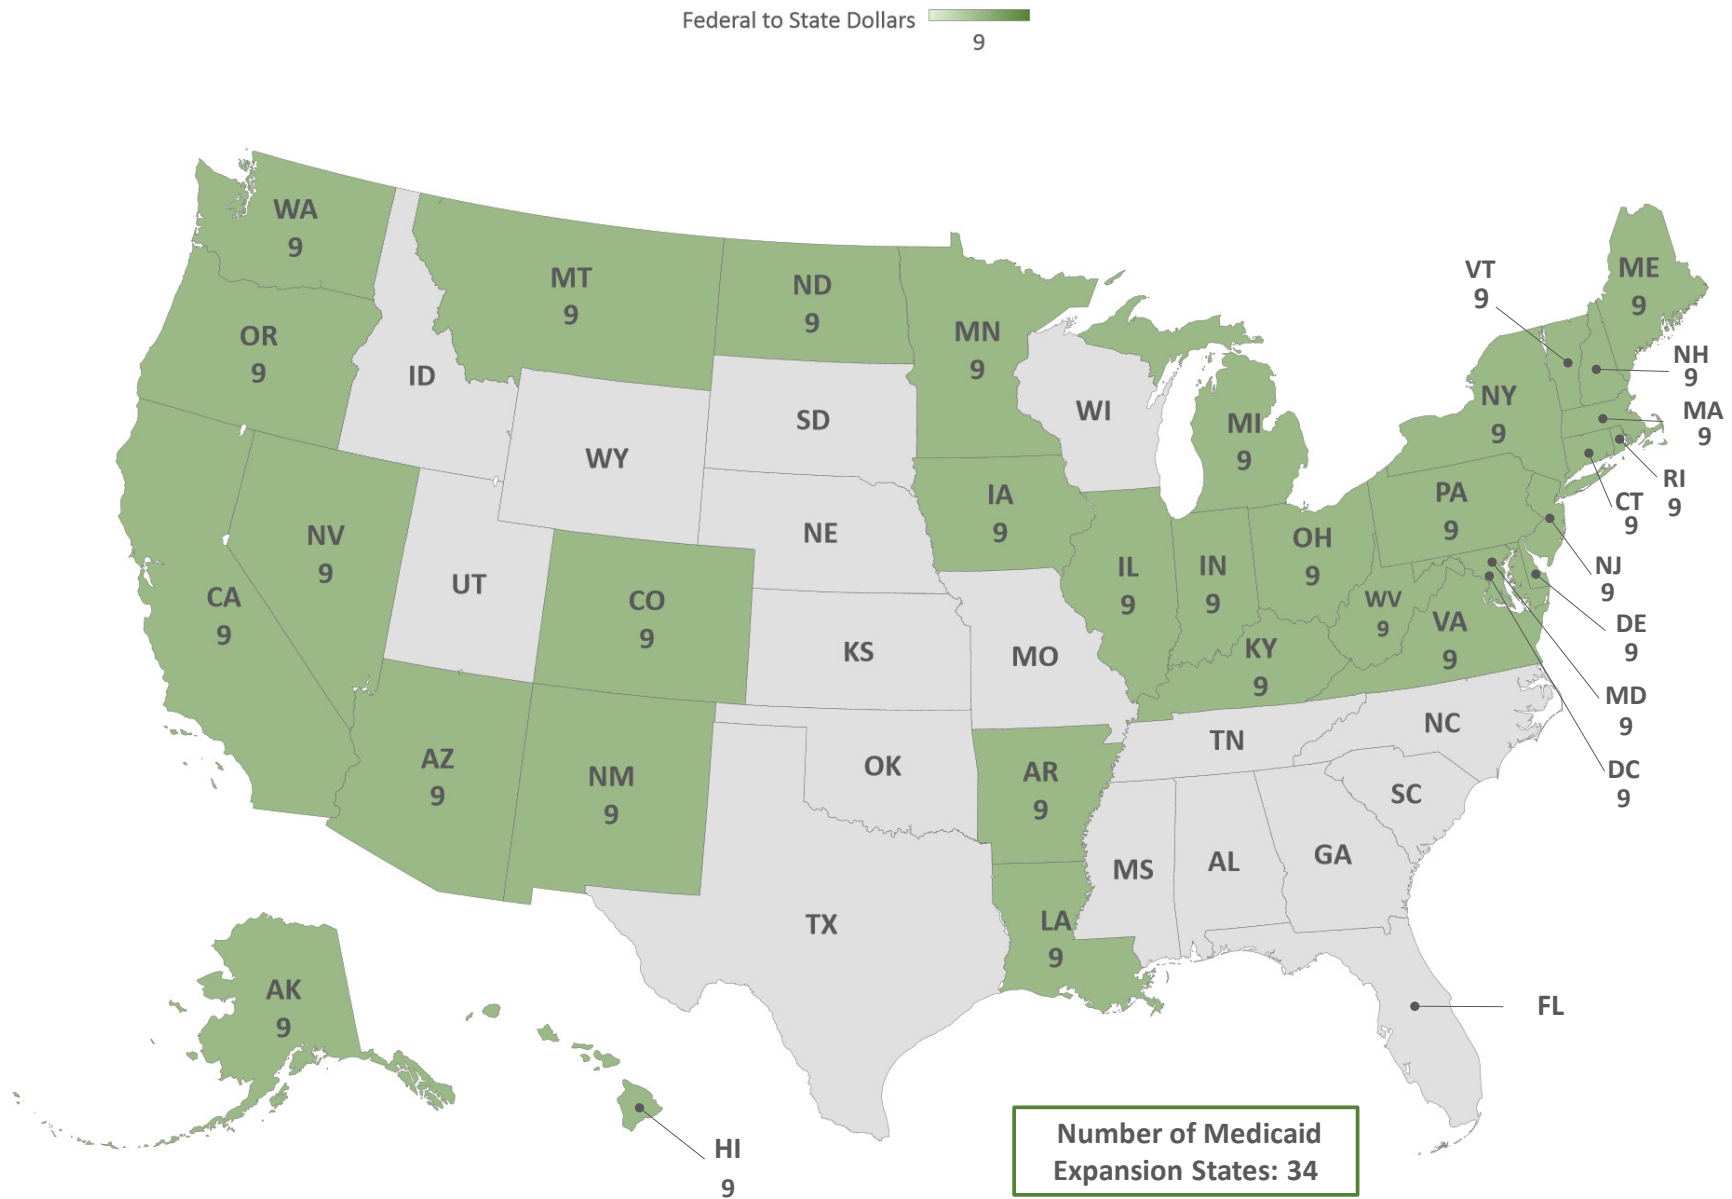 Federal to State Dollars
9
WA
9
MT
9
ND
9
MN
9
OR
9
ID
WY
SD
WI
MI
9
NY
9
VT
9
ME
9
NH
9
MA
9
RI
9
CT
9
NJ
9
PA
9
IA
9
NE
NV
9
UT
CO
9
CA
9
IL
9
IN
9
OH
9
WV
9
VA
9
KY
9
DE
9
MD
9
DC
9
KS
MO
TN
NC
SC
AZ
9
NM
9
OK
AR
9
MS
AL
GA
TX
LA
9
FL
AK
9
HI
9
Number of Medicaid
Expansion States: 34